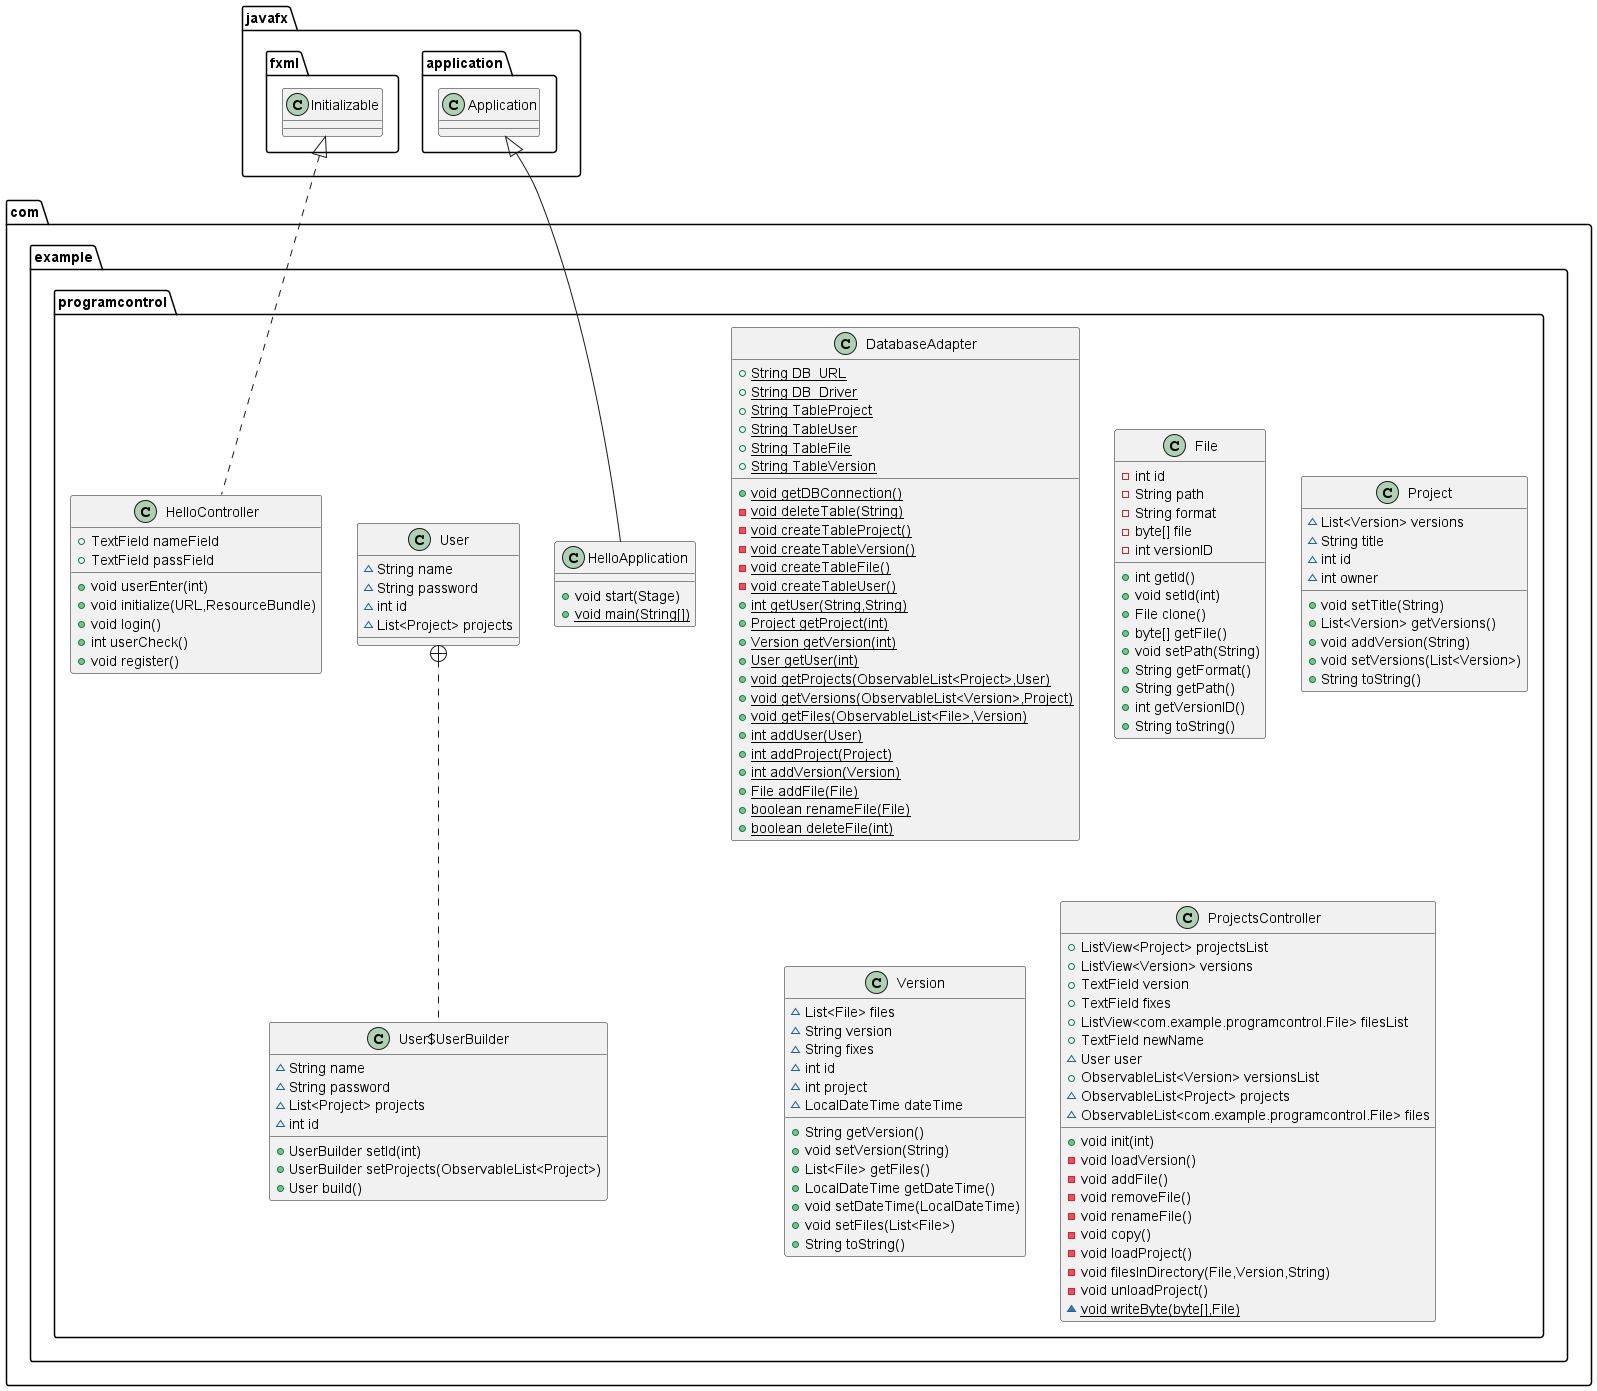 javafx
fxml
application
C Initializable
C Application
com
example
programcontrol
C DatabaseAdapter
String DB_URL
String DB_Driver
String TableProject
String TableUser
String TableFile
String TableVersion
void getDBConnection()
void deleteTable(String)
void createTableProject()
void createTableVersion()
void createTableFile()
void createTableUser()
int getUser(String,String)
Project getProject(int)
Version getVersion(int)
User getUser(int)
void getProjects(ObservableList<Project>,User)
void getVersions(ObservableList<Version>,Project)
void getFiles(ObservableList<File>,Version)
int addUser(User)
int addProject(Project)
int addVersion(Version)
File addFile(File)
boolean renameFile(File)
boolean deleteFile(int)
C File
int id
String path
String format
byte[] file
int versionID
int getId()
void setId(int)
File clone()
byte[] getFile()
void setPath(String)
String getFormat()
String getPath()
int getVersionID()
String toString()
C Project
List<Version> versions
String title
int id
int owner
void setTitle(String)
List<Version> getVersions()
void addVersion(String)
void setVersions(List<Version>)
String toString()
C HelloController
TextField nameField
TextField passField
void userEnter(int)
void initialize(URL,ResourceBundle)
void login()
int userCheck()
void register()
C User
String name
String password
int id
List<Project> projects
C HelloApplication
void start(Stage)
void main(String[])
C ProjectsController
ListView<Project> projectsList
ListView<Version> versions
TextField version
TextField fixes
ListView<com.example.programcontrol.File> filesList
TextField newName
User user
ObservableList<Version> versionsList
ObservableList<Project> projects
ObservableList<com.example.programcontrol.File> files
void init(int)
void loadVersion()
void addFile()
void removeFile()
void renameFile()
void copy()
void loadProject()
void filesInDirectory(File,Version,String)
void unloadProject()
void writeByte(byte[],File)
C Version
List<File> files
String version
String fixes
int id
int project
LocalDateTime dateTime
String getVersion()
void setVersion(String)
List<File> getFiles()
LocalDateTime getDateTime()
void setDateTime(LocalDateTime)
void setFiles(List<File>)
String toString()
C User$UserBuilder
String name
String password
List<Project> projects
int id
UserBuilder setId(int)
UserBuilder setProjects(ObservableList<Project>)
User build()